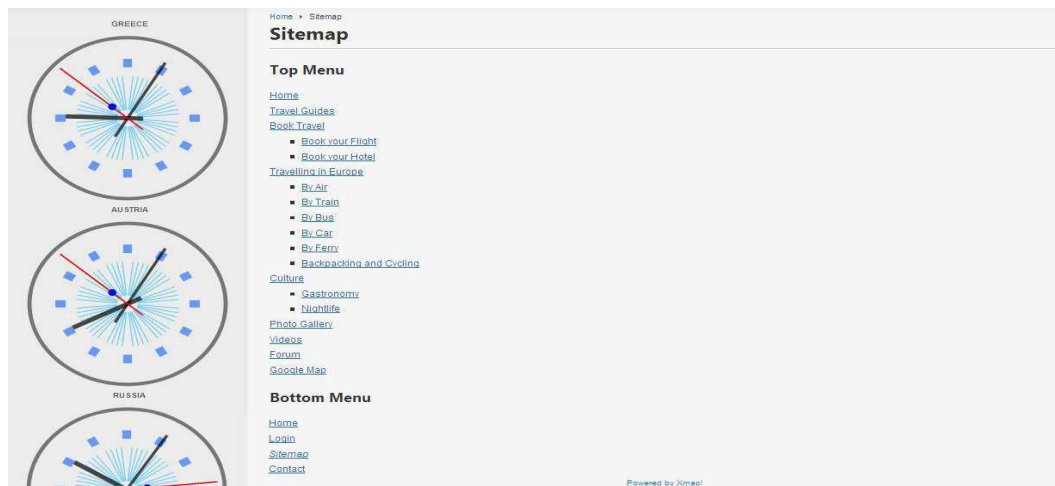 GREECE
AUSTRIA
RUSSIA
Home ▸ Sitemap
Sitemap
Top Menu
Home
Travel Guides
Book Travel
Book your Flight
Book your Hotel
Travelling in Europe
By Air
By Train
By Bus
By Car
By Ferry
Backpacking and Cycling
Culture
Gastronomy
Nightlife
Photo Gallery
Videos
Forum
Google Map
Bottom Menu
Home
Login
Sitemap
Contact
Powered by Xmap!